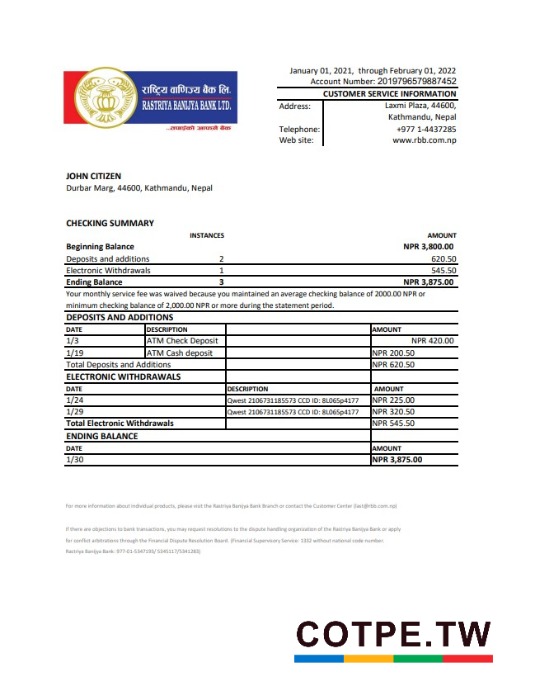 राष्ट्रिय वाणिज्य बैंक लि.
RASTRIYA BANIJYA BANK LTD.
January 01, 2021, through February 01, 2022
Account Number: 2019796579887452
CUSTOMER SERVICE INFORMATION
Address: Laxmi Plaza, 44600,
Kathmandu, Nepal
Telephone: +977 1-4437285
Web site: www.rbb.com.np
JOHN CITIZEN
Durbar Marg, 44600, Kathmandu, Nepal
CHECKING SUMMARY
INSTANCES AMOUNT
Beginning Balance NPR 3,800.00
Deposits and additions 2 620.50
Electronic Withdrawals 1 545.50
Ending Balance 3 NPR 3,875.00
Your monthly service fee was waived because you maintained an average checking balance of 2000.00 NPR or
minimum checking balance of 2,000.00 NPR or more during the statement period.
DEPOSITS AND ADDITIONS
DATE DESCRIPTION AMOUNT
1/3 ATM Check Deposit NPR 420.00
1/19 ATM Cash deposit NPR 200.50
Total Deposits and Additions NPR 620.50
ELECTRONIC WITHDRAWALS
DATE DESCRIPTION AMOUNT
1/24 Qwest 2106731185573 CCD ID: 8L065p4177 NPR 225.00
1/29 Qwest 2106731185573 CCD ID: 8L065p4177 NPR 320.50
Total Electronic Withdrawals NPR 545.50
ENDING BALANCE
DATE AMOUNT
1/30 NPR 3,875.00
For more information about individual products, please visit the Rastriya Banijya Bank Branch or contact the Customer Center
If there are objections to bank transactions, you may request resolutions to the dispute handling organization of the Rastriya Banijya Bank or apply
for conflict arbitrations through the Financial Dispute Resolution Board. (Financial Supervisory Service: 1332 without national code number.
Rastriya Banijya Bank:
COTPE.TW